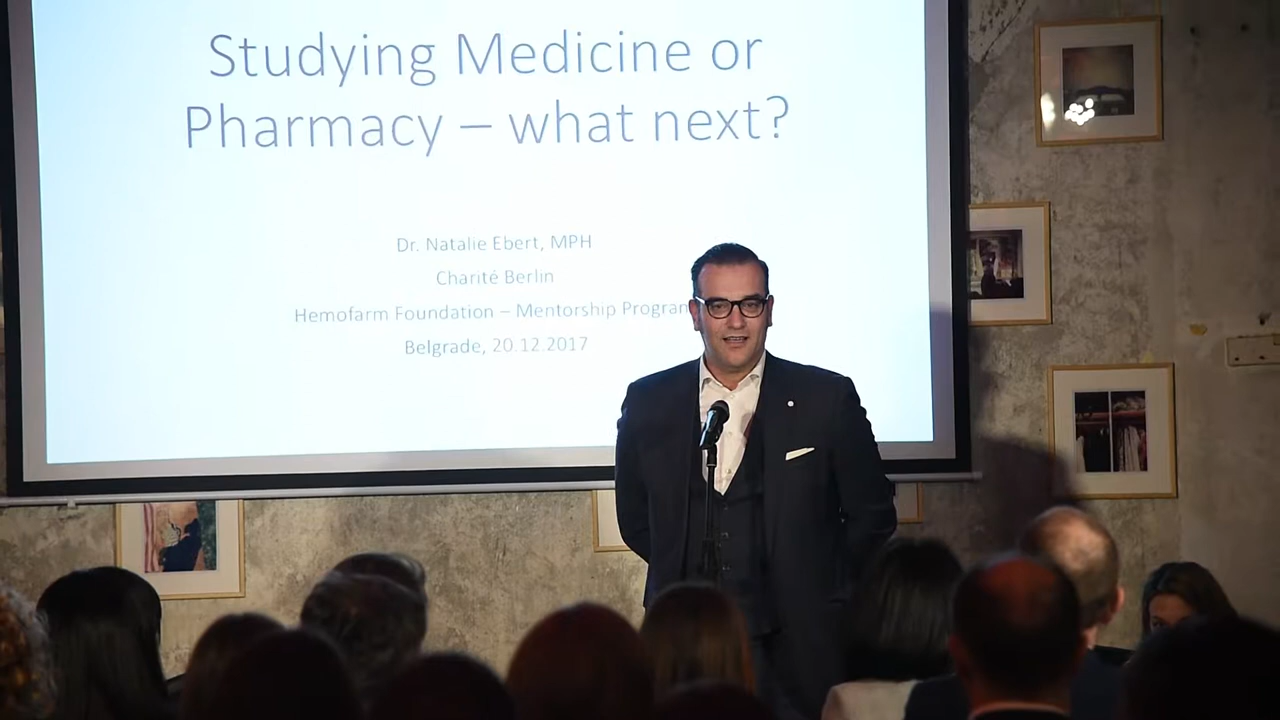 Studying Medicine or
Pharmacy – what next?
Dr. Natalie Ebert, MPH
Charité Berlin
Hemofarm Foundation – Mentorship Program
Belgrade, 20.12.2017